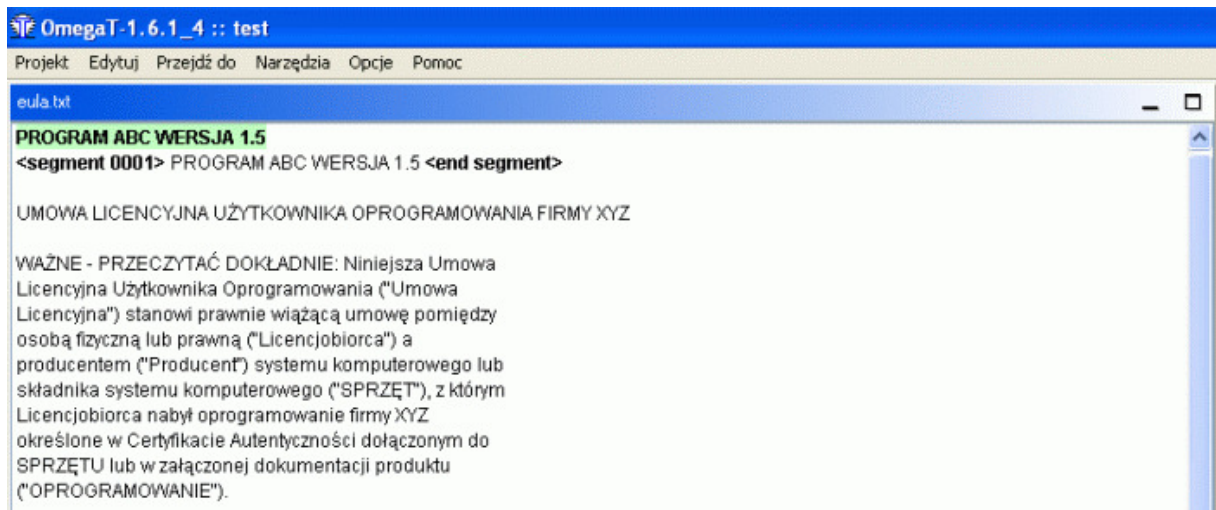 OmegaT-1.6.1_4 :: test
Projekt Edytuj Przejdź do Narzędzia Opcje Pomoc
eula.txt
PROGRAM ABC WERSJA 1.5
<segment 0001> PROGRAM ABC WERSJA 1.5 <end segment>
UMOWA LICENCYJNA UŻYTKOWNIKA OPROGRAMOWANIA FIRMY XYZ
WAŻNE - PRZECZYTAĆ DOKŁADNIE: Niniejsza Umowa
Licencyjna Użytkownika Oprogramowania ("Umowa
Licencyjna") stanowi prawnie wiążącą umowę pomiędzy
osobą fizyczną lub prawną ("Licencjobiorca") a
producentem ("Producent") systemu komputerowego lub
składnika systemu komputerowego ("SPRZĘT"), z którym
Licencjobiorca nabył oprogramowanie firmy XYZ
określone w Certyfikacie Autentyczności dołączonym do
SPRZĘTU lub w załączonej dokumentacji produktu
("OPROGRAMOWANIE").